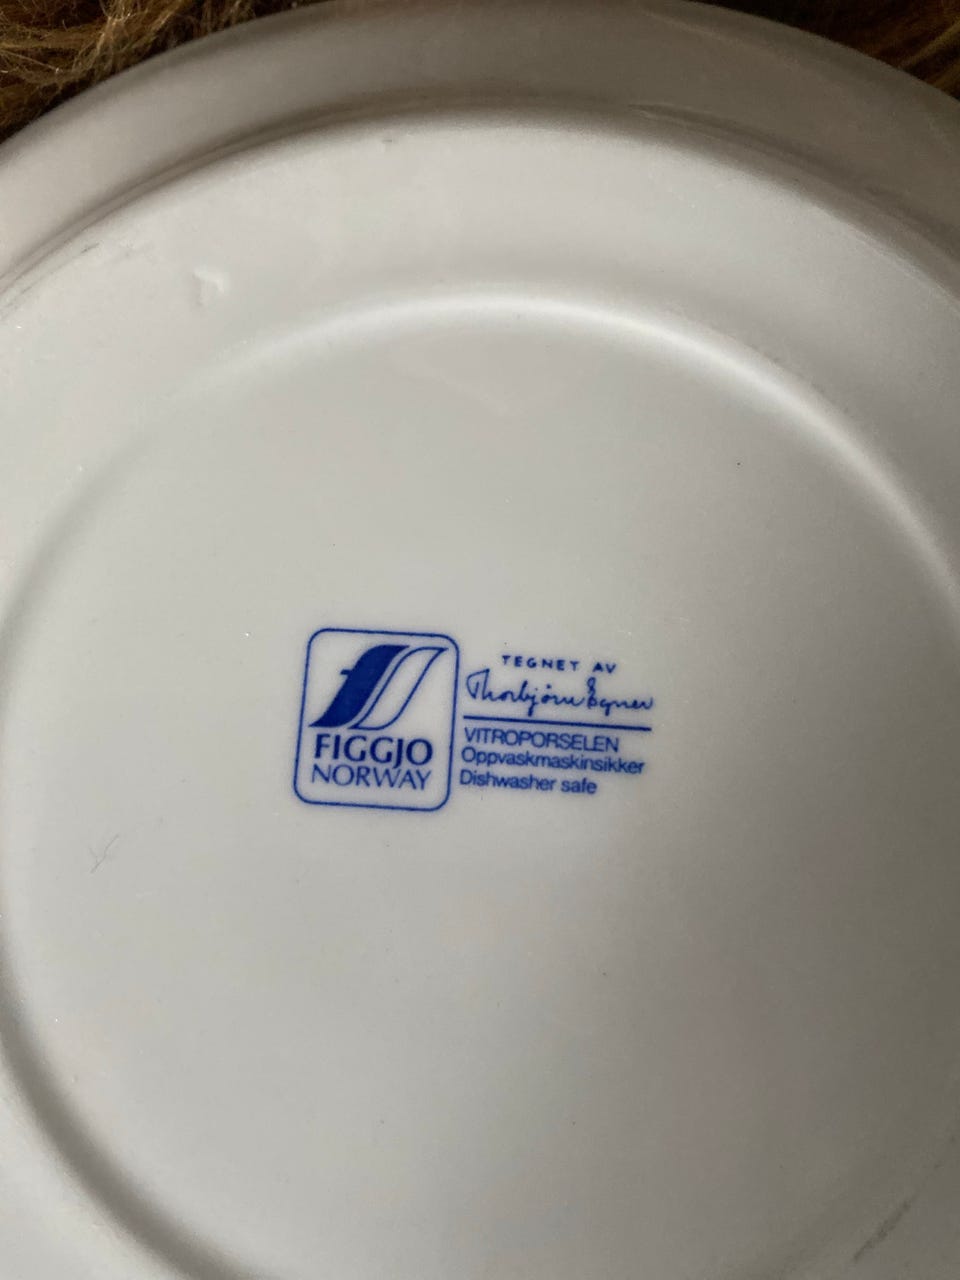 FIGGJO
NORWAY
TEGNET AV
Thorbjørn Egner
VITROPORSELEN
Oppvaskmaskinsikker
Dishwasher safe